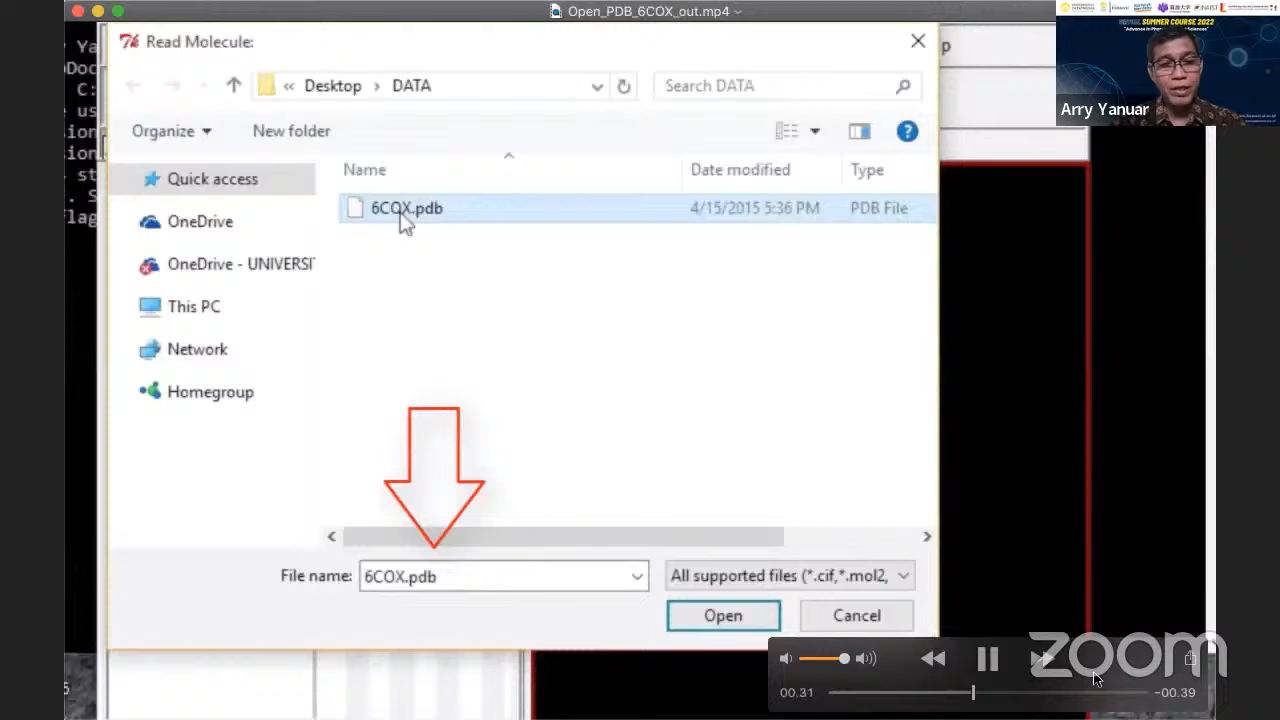 Open_PDB_6COX_out.mp4
Read Molecule:
« Desktop › DATA
Search DATA
Organize
New folder
Name
Date modified
Type
Quick access
6COX.pdb
4/15/2015 5:36 PM
PDB File
OneDrive
OneDrive - UNIVERSIT
This PC
Network
Homegroup
File name:
6COX.pdb
All supported files (*.cif,*.mol2,
Open
Cancel
SUMMER COURSE 2022
Arry Yanuar
zoom
00.31
-00.39